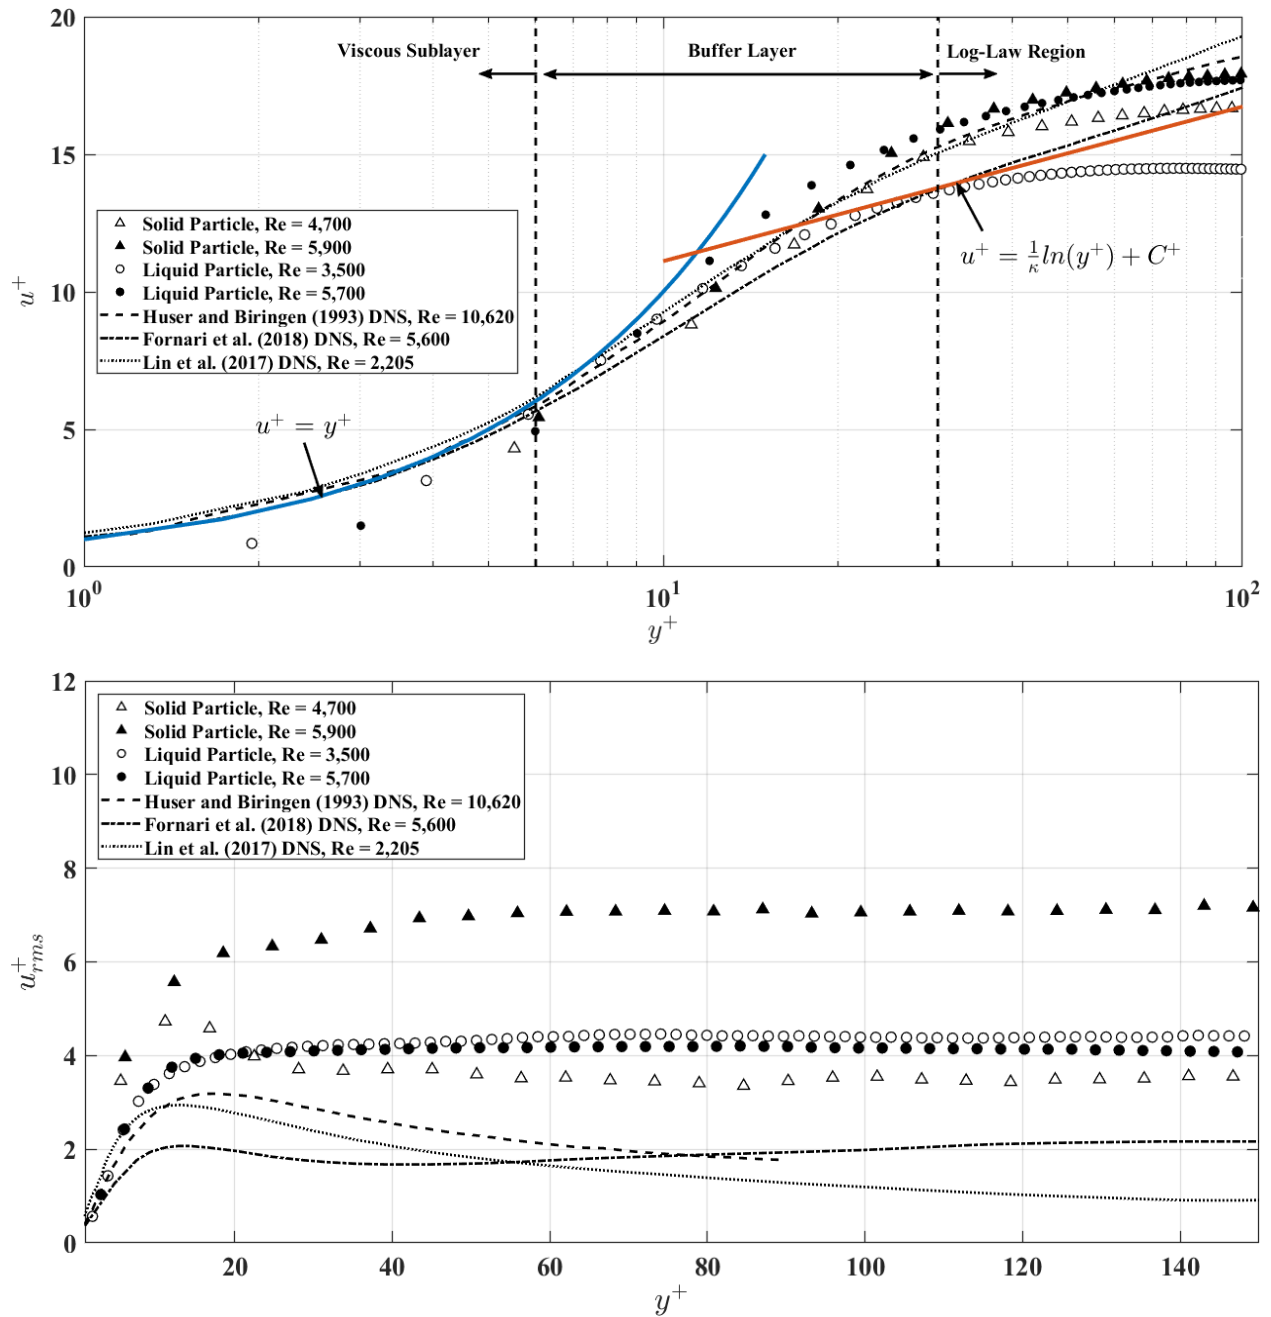 20
Viscous Sublayer
Buffer Layer
Log-Law Region
15
Solid Particle, Re = 4,700
Solid Particle, Re = 5,900
Liquid Particle, Re = 3,500
Liquid Particle, Re = 5,700
Huser and Biringen (1993) DNS, Re = 10,620
Fornari et al. (2018) DNS, Re = 5,600
Lin et al. (2017) DNS, Re = 2,205
u⁺ = 1/κ ln(y⁺) + C⁺
u⁺
10
u⁺ = y⁺
5
0
10⁰ 10¹ 10²
y⁺
12
Solid Particle, Re = 4,700
Solid Particle, Re = 5,900
Liquid Particle, Re = 3,500
Liquid Particle, Re = 5,700
Huser and Biringen (1993) DNS, Re = 10,620
Fornari et al. (2018) DNS, Re = 5,600
Lin et al. (2017) DNS, Re = 2,205
10
8
u⁺rms
6
4
2
0
20 40 60 80 100 120 140
y⁺